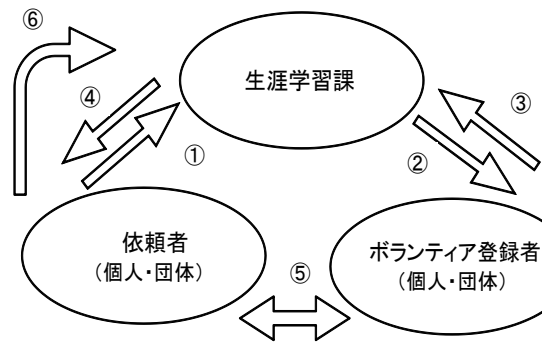 ⑥
生涯学習課
④
③
①
②
依頼者
（個人・団体）
⑤
ボランティア登録者
（個人・団体）